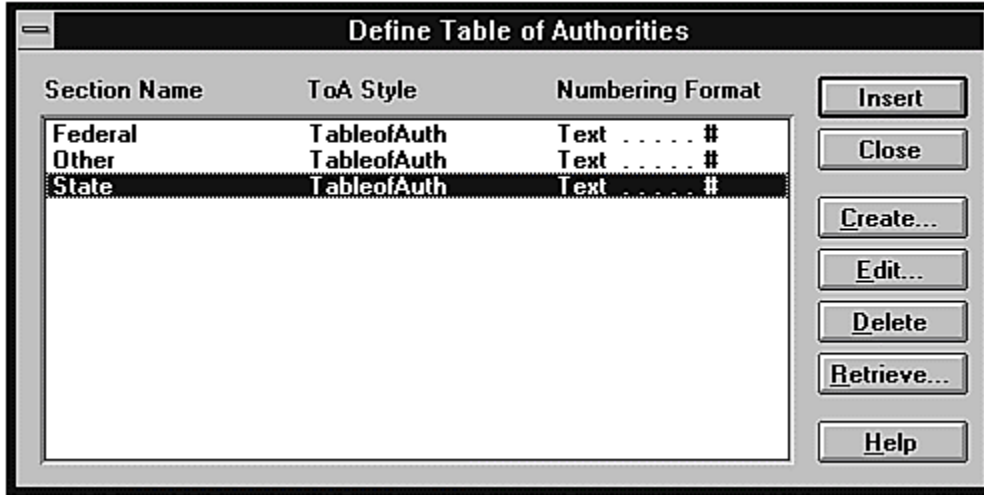 Define Table of Authorities
Section Name ToA Style Numbering Format
Federal TableofAuth Text . . . . . #
Other TableofAuth Text . . . . . #
State TableofAuth Text . . . . . #
Insert
Close
Create...
Edit...
Delete
Retrieve...
Help